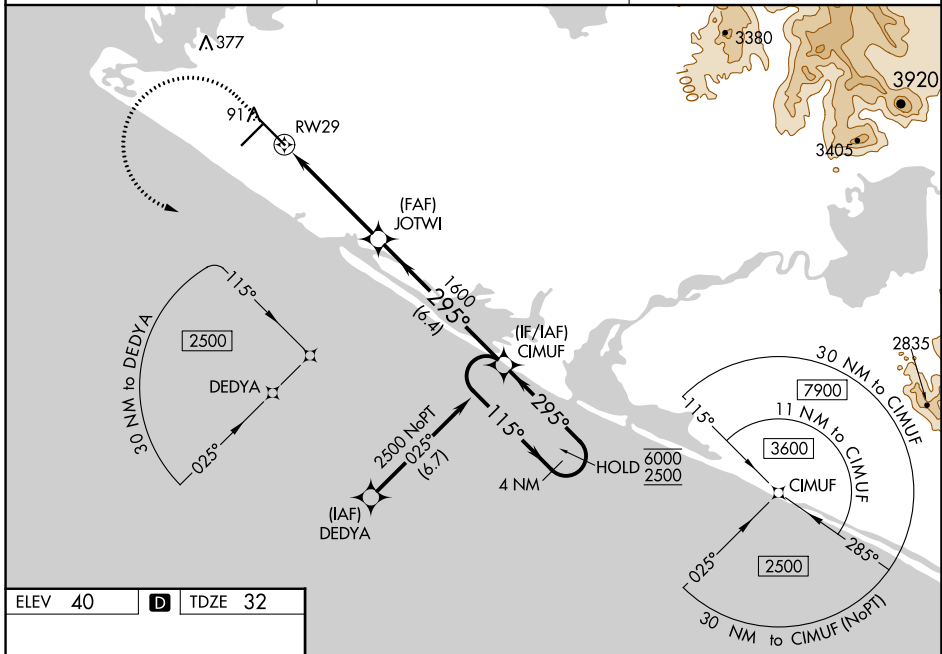 377
3380
1000
3920
3405
91
RW29
(FAF)
JOTWI
1600
295°
(6.4)
(IF/IAF)
CIMUF
115°
2500
30 NM to DEDYA
DEDYA
025°
2500 NoPT
025°
(6.7)
(IAF)
DEDYA
115°
295°
4 NM
HOLD
6000
2500
2835
30 NM to CIMUF
7900
11 NM to CIMUF
3600
115°
CIMUF
285°
025°
2500
30 NM to CIMUF (NoPT)
ELEV 40 D TDZE 32